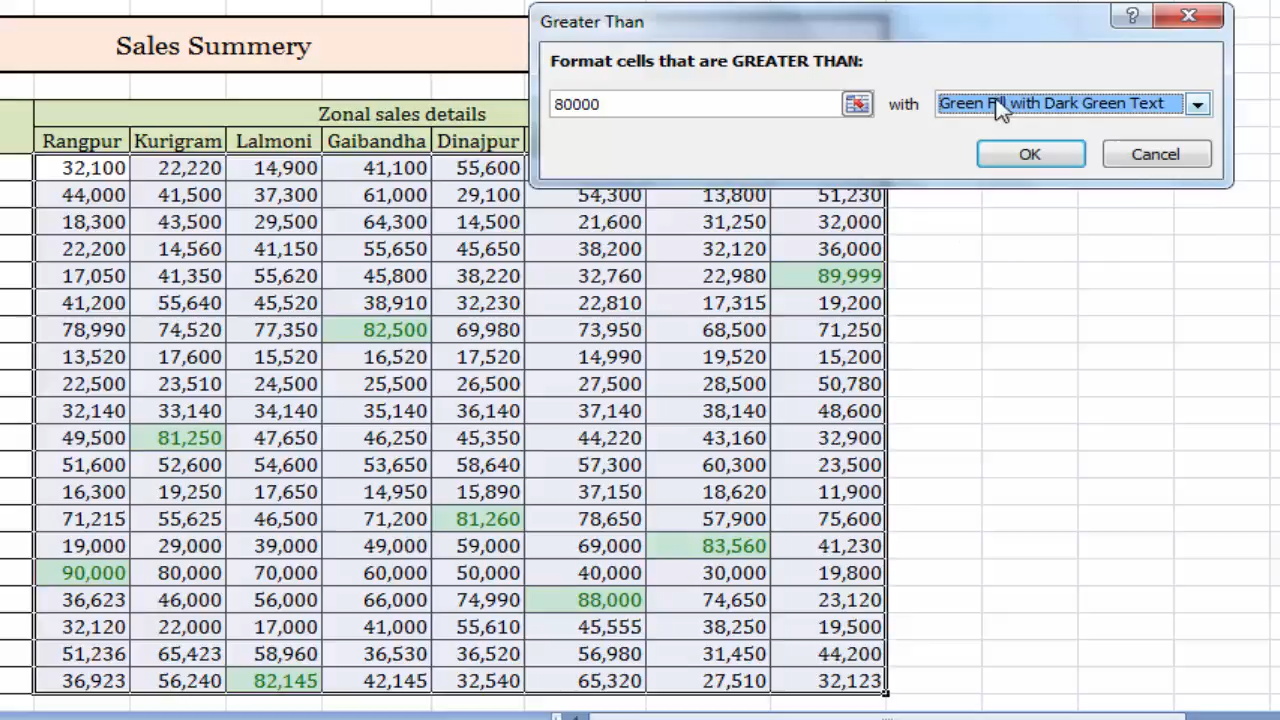 Greater Than
Sales Summery
Format cells that are GREATER THAN:
80000 with Green Fill with Dark Green Text
OK Cancel
Zonal sales details
Rangpur Kurigram Lalmoni Gaibandha Dinajpur
32,100 22,220 14,900 41,100 55,600
44,000 41,500 37,300 61,000 29,100 54,300 13,800 51,230
18,300 43,500 29,500 64,300 14,500 21,600 31,250 32,000
22,200 14,560 41,150 55,650 45,650 38,200 32,120 36,000
17,050 41,350 55,620 45,800 38,220 32,760 22,980 89,999
41,200 55,640 45,520 38,910 32,230 22,810 17,315 19,200
78,990 74,520 77,350 82,500 69,980 73,950 68,500 71,250
13,520 17,600 15,520 16,520 17,520 14,990 19,520 15,200
22,500 23,510 24,500 25,500 26,500 27,500 28,500 50,780
32,140 33,140 34,140 35,140 36,140 37,140 38,140 48,600
49,500 81,250 47,650 46,250 45,350 44,220 43,160 32,900
51,600 52,600 54,600 53,650 58,640 57,300 60,300 23,500
16,300 19,250 17,650 14,950 15,890 37,150 18,620 11,900
71,215 55,625 46,500 71,200 81,260 78,650 57,900 75,600
19,000 29,000 39,000 49,000 59,000 69,000 83,560 41,230
90,000 80,000 70,000 60,000 50,000 40,000 30,000 19,800
36,623 46,000 56,000 66,000 74,990 88,000 74,650 23,120
32,120 22,000 17,000 41,000 55,610 45,555 38,250 19,500
51,236 65,423 58,960 36,530 36,520 56,980 31,450 44,200
36,923 56,240 82,145 42,145 32,540 65,320 27,510 32,123